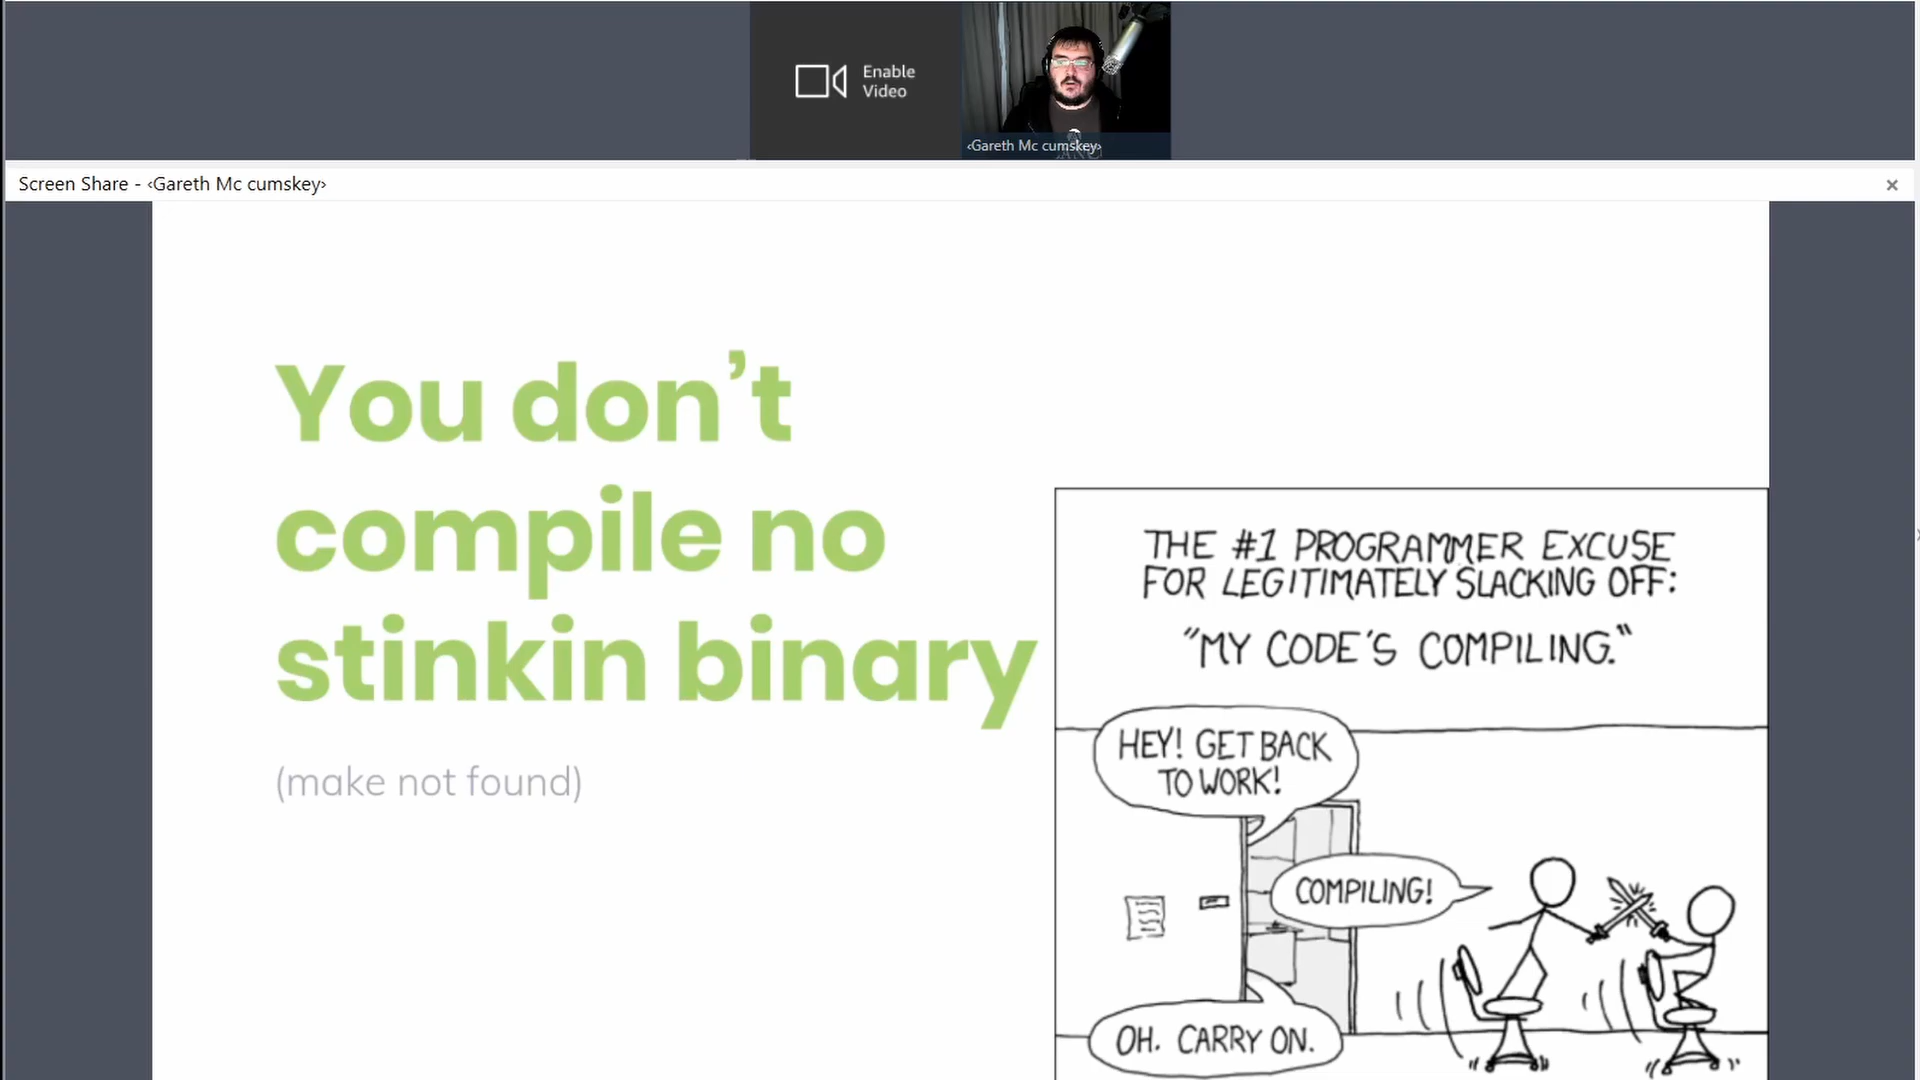 Enable
Video
‹Gareth Mc cumskey›
Screen Share - ‹Gareth Mc cumskey›
You don’t
compile no
stinkin binary
(make not found)
THE #1 PROGRAMMER EXCUSE
FOR LEGITIMATELY SLACKING OFF:
"MY CODE'S COMPILING."
HEY! GET BACK
TO WORK!
COMPILING!
OH. CARRY ON.